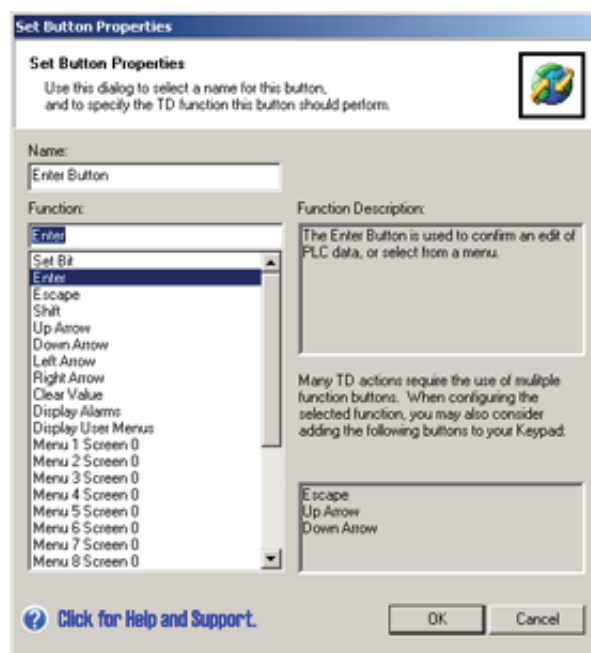 Set Button Properties
Set Button Properties
Use this dialog to select a name for this button,
and to specify the TD function this button should perform.
Name:
Enter Button
Function:
Enter
Set Bit
Enter
Escape
Shift
Up Arrow
Down Arrow
Left Arrow
Right Arrow
Clear Value
Display Alarms
Display User Menus
Menu 1 Screen 0
Menu 2 Screen 0
Menu 3 Screen 0
Menu 4 Screen 0
Menu 5 Screen 0
Menu 6 Screen 0
Menu 7 Screen 0
Menu 8 Screen 0
Function Description:
The Enter Button is used to confirm an edit of
PLC data, or select from a menu.
Many TD actions require the use of mulitple
function buttons. When configuring the
selected function, you may also consider
adding the following buttons to your Keypad:
Escape
Up Arrow
Down Arrow
Click for Help and Support.
OK
Cancel